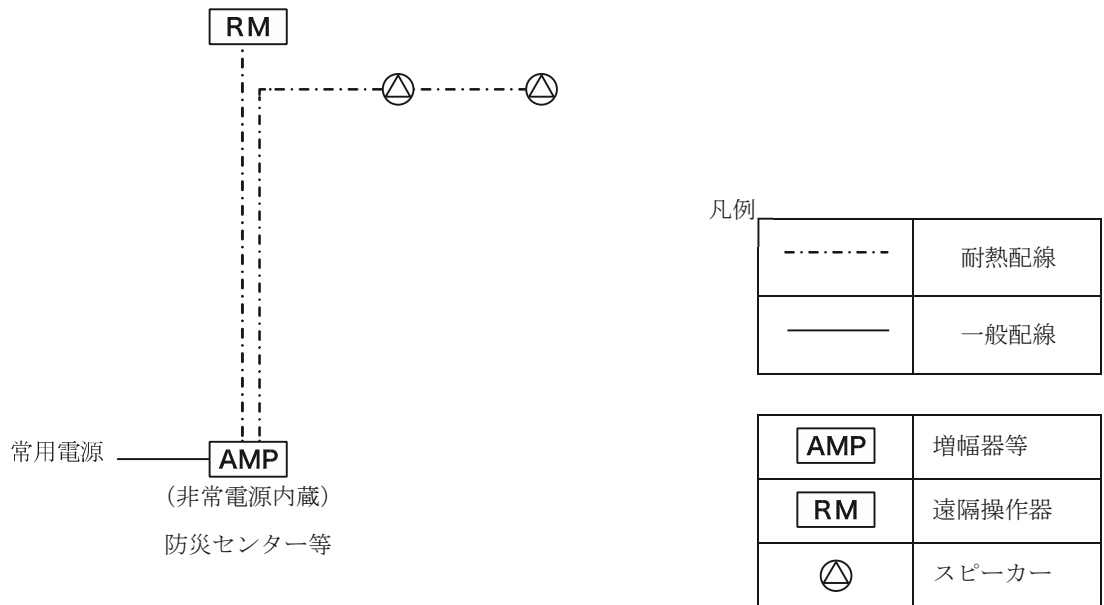 RM
常用電源
AMP
(非常電源内蔵)
防災センター等
凡例
耐熱配線
一般配線
AMP 増幅器等
RM 遠隔操作器
スピーカー